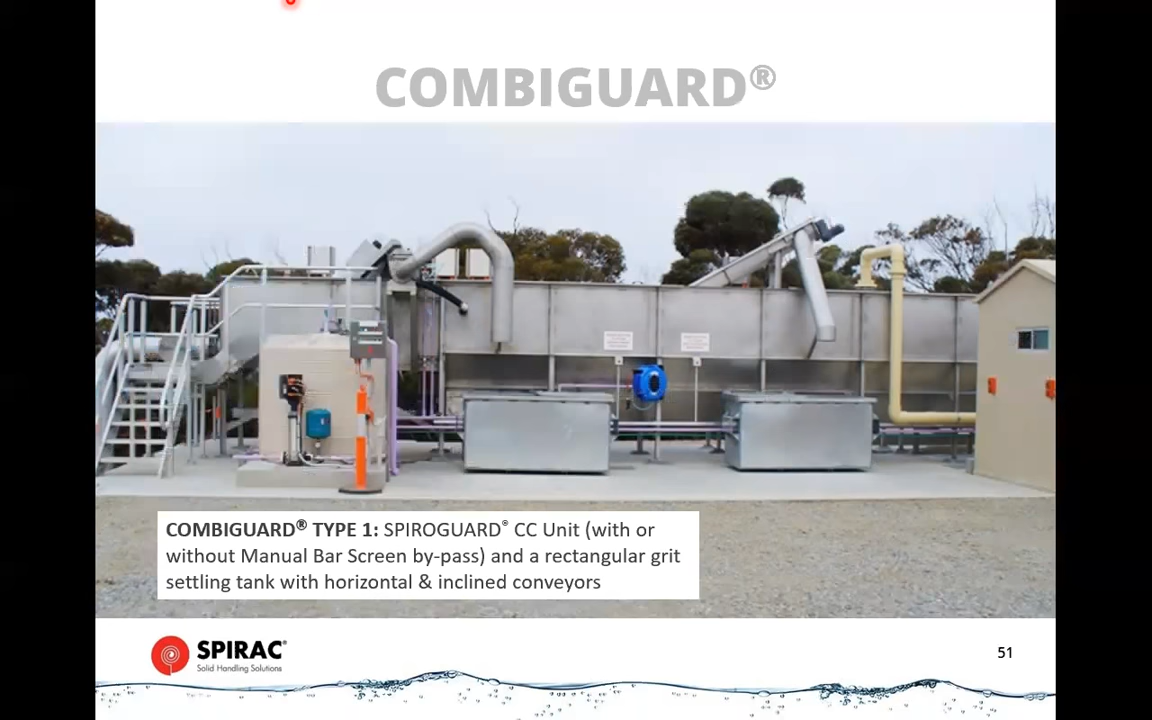 COMBIGUARD®
COMBIGUARD® TYPE 1: SPIROGUARD® CC Unit (with or
without Manual Bar Screen by-pass) and a rectangular grit
settling tank with horizontal & inclined conveyors
SPIRAC®
Solid Handling Solutions
51